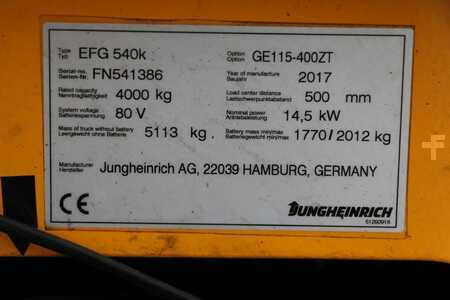 Type
Typ EFG 540k Option
Option GE115-400ZT
Serial-no.
Serien-Nr. FN541386 Year of manufacture
Baujahr 2017
Rated capacity
Nenntragfähigkeit 4000 kg Load center distance
Lastschwerpunktabstand 500 mm
System voltage
Batteriespannung 80 V Nominal power
Antriebsleistung 14,5 kW
Mass of truck without battery
Leergewicht ohne Batterie 5113 kg Battery mass min/max
Batteriegewicht min/max 1770/2012 kg
Manufacturer
Hersteller Jungheinrich AG, 22039 HAMBURG, GERMANY
CE JUNGHEINRICH